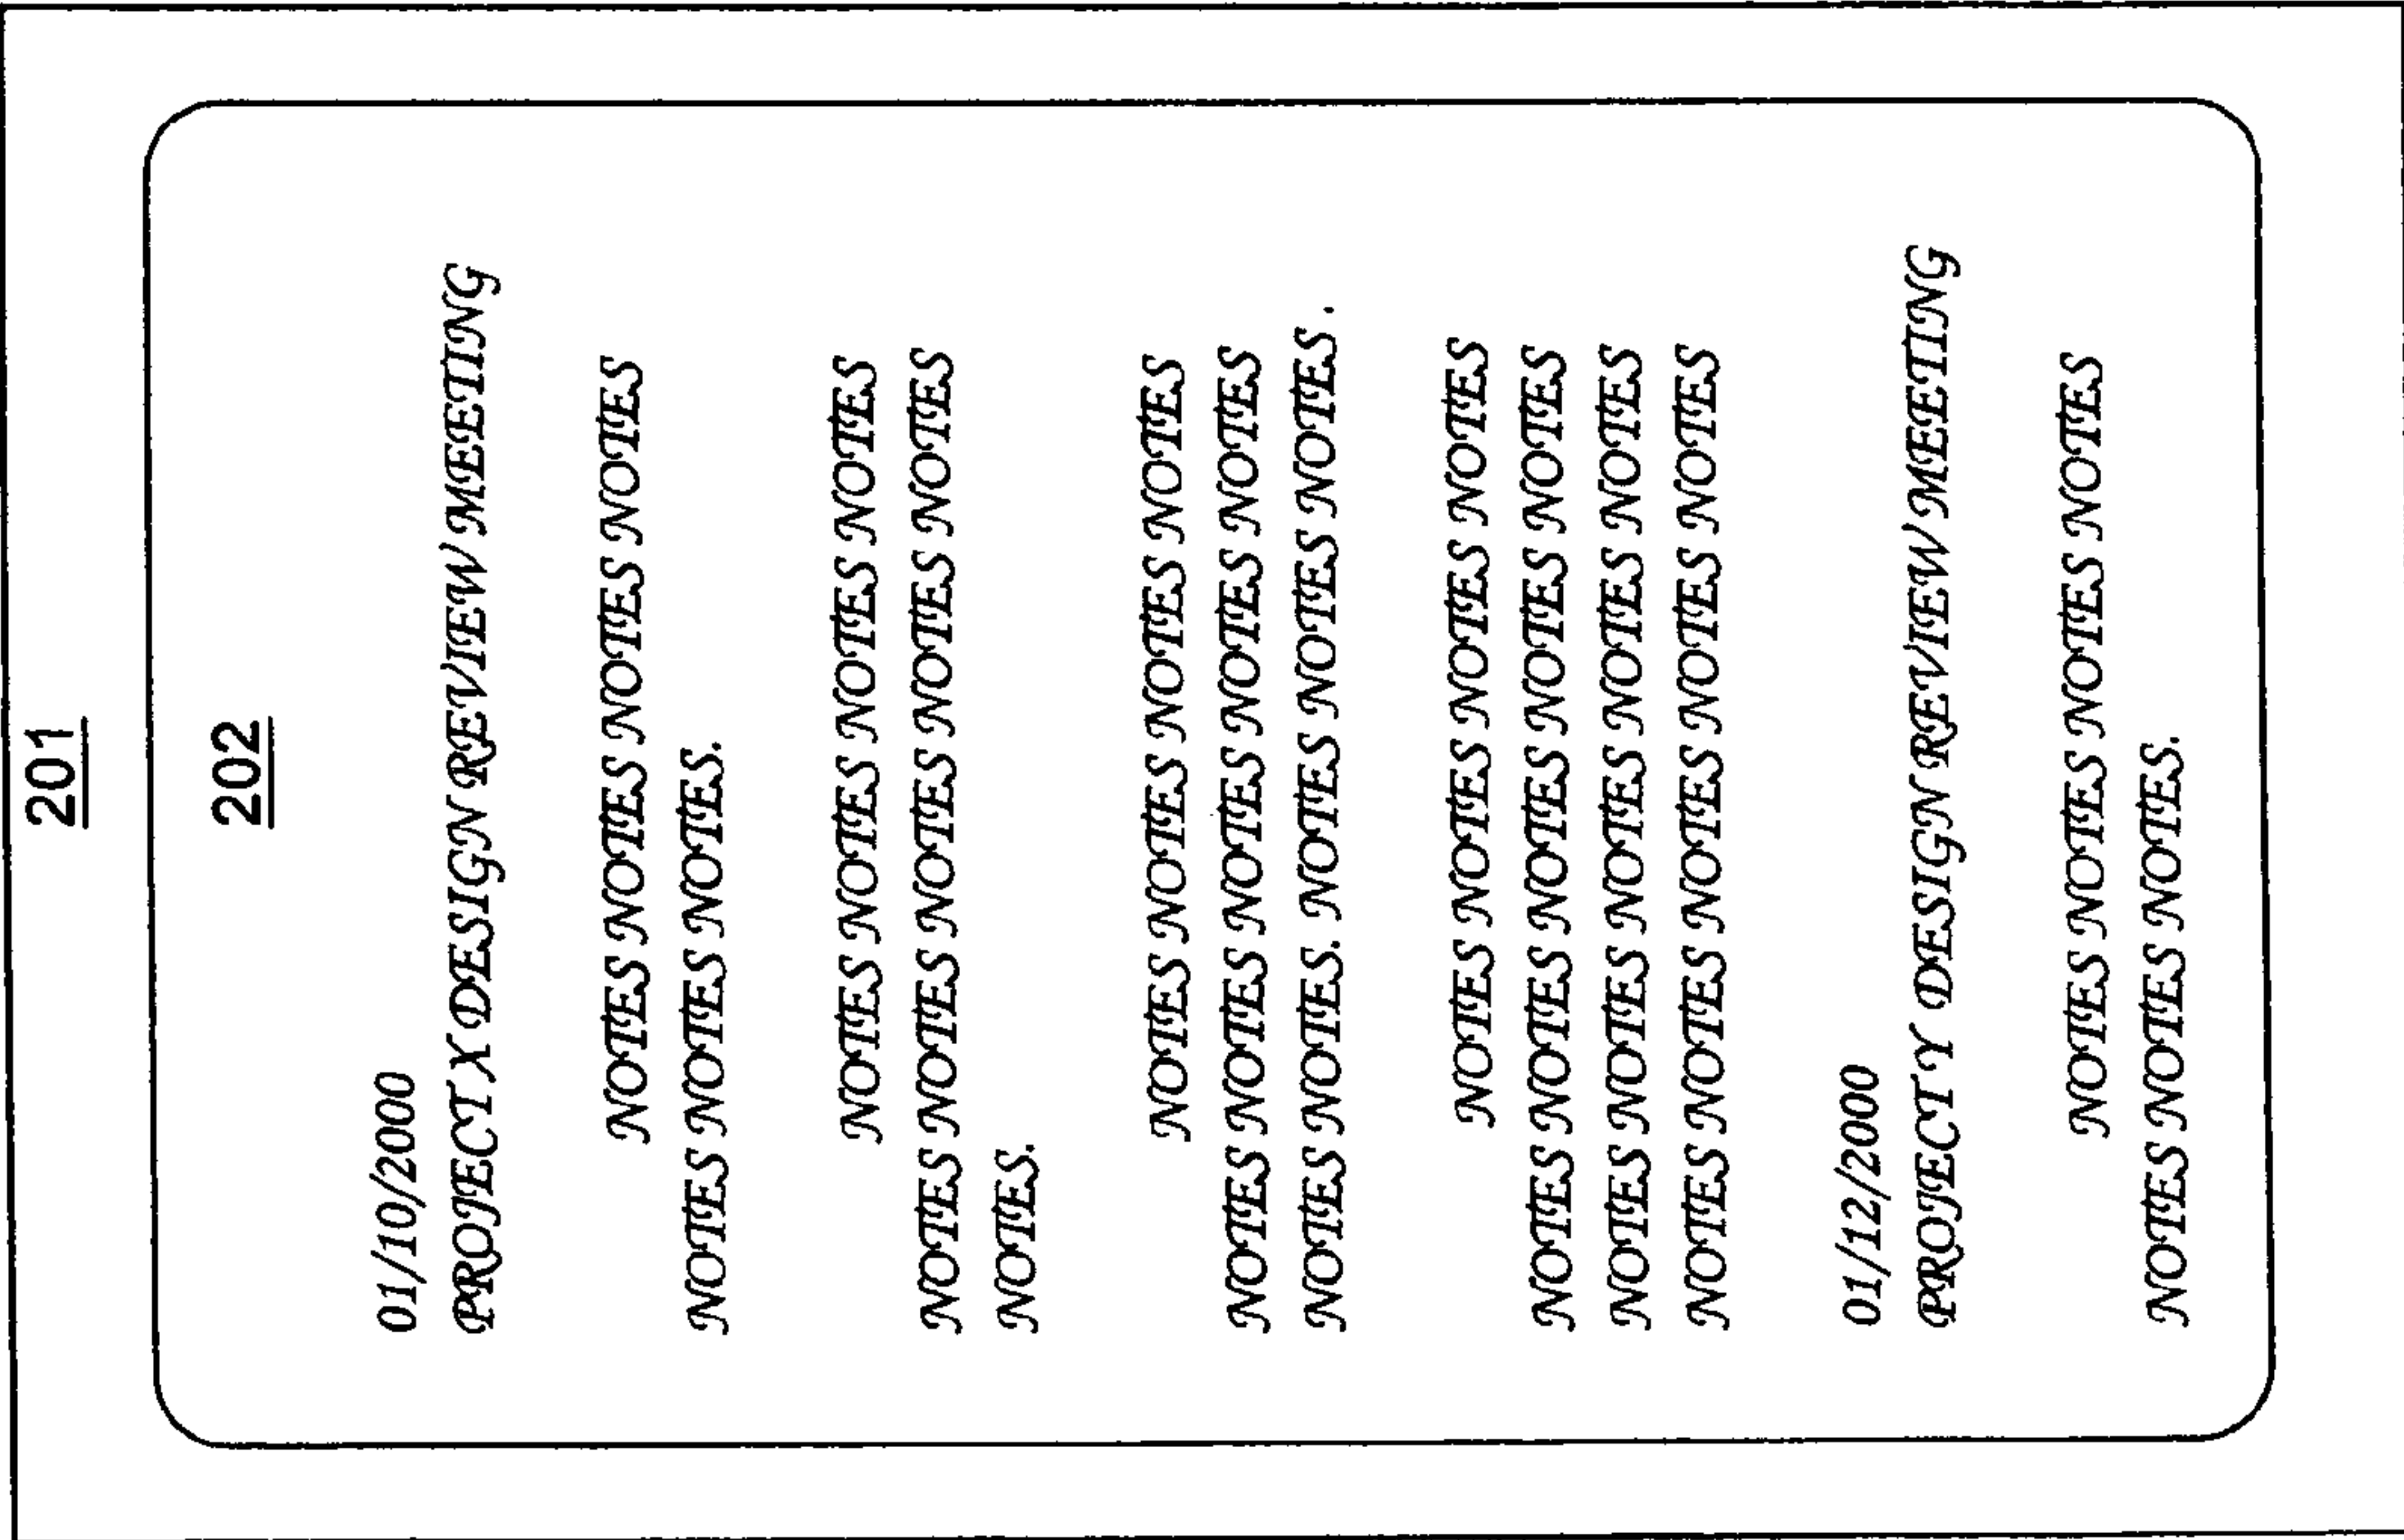 201
202
01/10/2000
PROJECT X DESIGN REVIEW MEETING
NOTES NOTES NOTES NOTES
NOTES NOTES NOTES.
NOTES NOTES NOTES NOTES
NOTES NOTES NOTES NOTES NOTES
NOTES.
NOTES NOTES NOTES NOTES
NOTES NOTES NOTES NOTES NOTES
NOTES NOTES. NOTES NOTES NOTES .
NOTES NOTES NOTES NOTES
NOTES NOTES NOTES NOTES NOTES
NOTES NOTES NOTES NOTES NOTES
NOTES NOTES NOTES NOTES NOTES
01/12/2000
PROJECT Y DESIGN REVIEW MEETING
NOTES NOTES NOTES NOTES
NOTES NOTES NOTES.